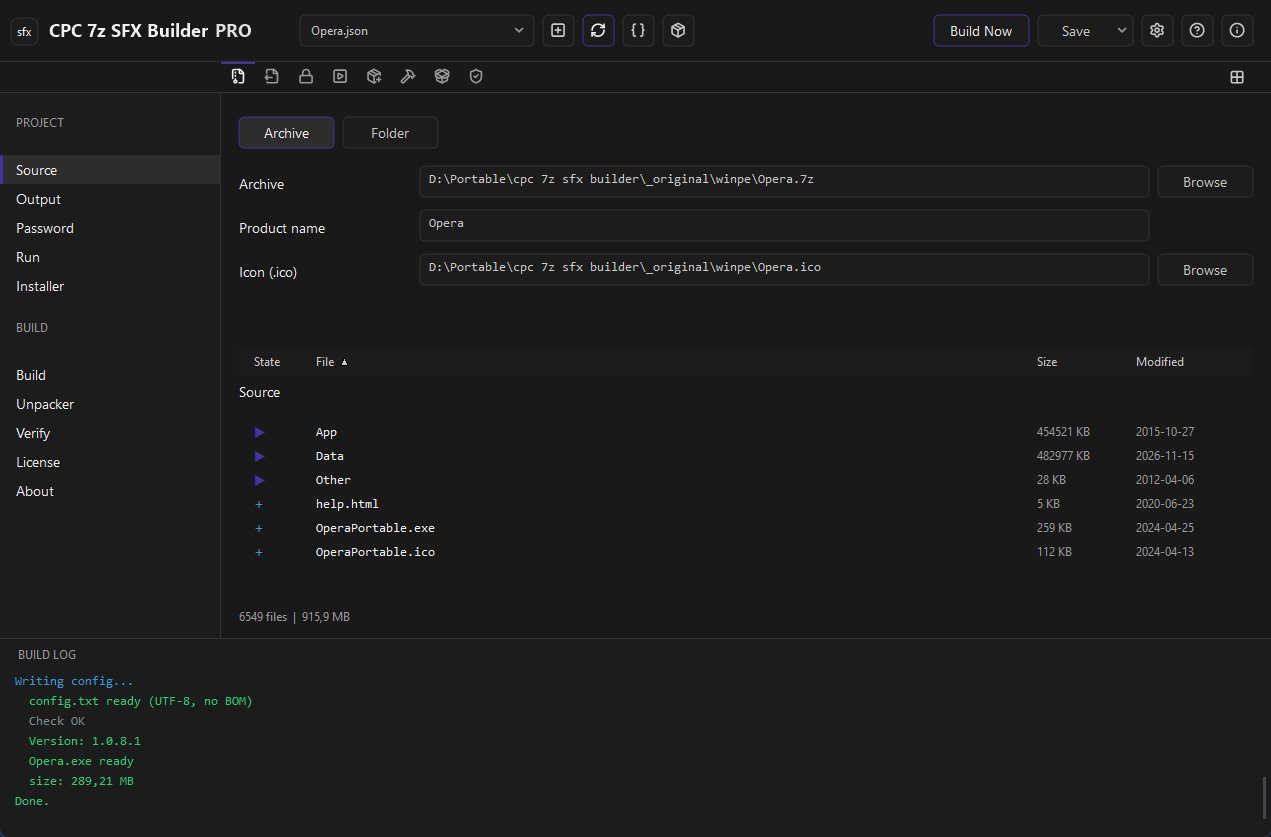 sfx CPC 7z SFX Builder PRO Opera.json { } Build Now Save
PROJECT
Source
Output
Password
Run
Installer
BUILD
Build
Unpacker
Verify
License
About
Archive Folder
Archive D:\Portable\cpc 7z sfx builder\_original\winpe\Opera.7z Browse
Product name Opera
Icon (.ico) D:\Portable\cpc 7z sfx builder\_original\winpe\Opera.ico Browse
State File ▲ Size Modified
Source
▶ App 454521 KB 2015-10-27
▶ Data 482977 KB 2026-11-15
▶ Other 28 KB 2012-04-06
+ help.html 5 KB 2020-06-23
+ OperaPortable.exe 259 KB 2024-04-25
+ OperaPortable.ico 112 KB 2024-04-13
6549 files | 915,9 MB
BUILD LOG
Writing config...
config.txt ready (UTF-8, no BOM)
Check OK
Version: 1.0.8.1
Opera.exe ready
size: 289,21 MB
Done.